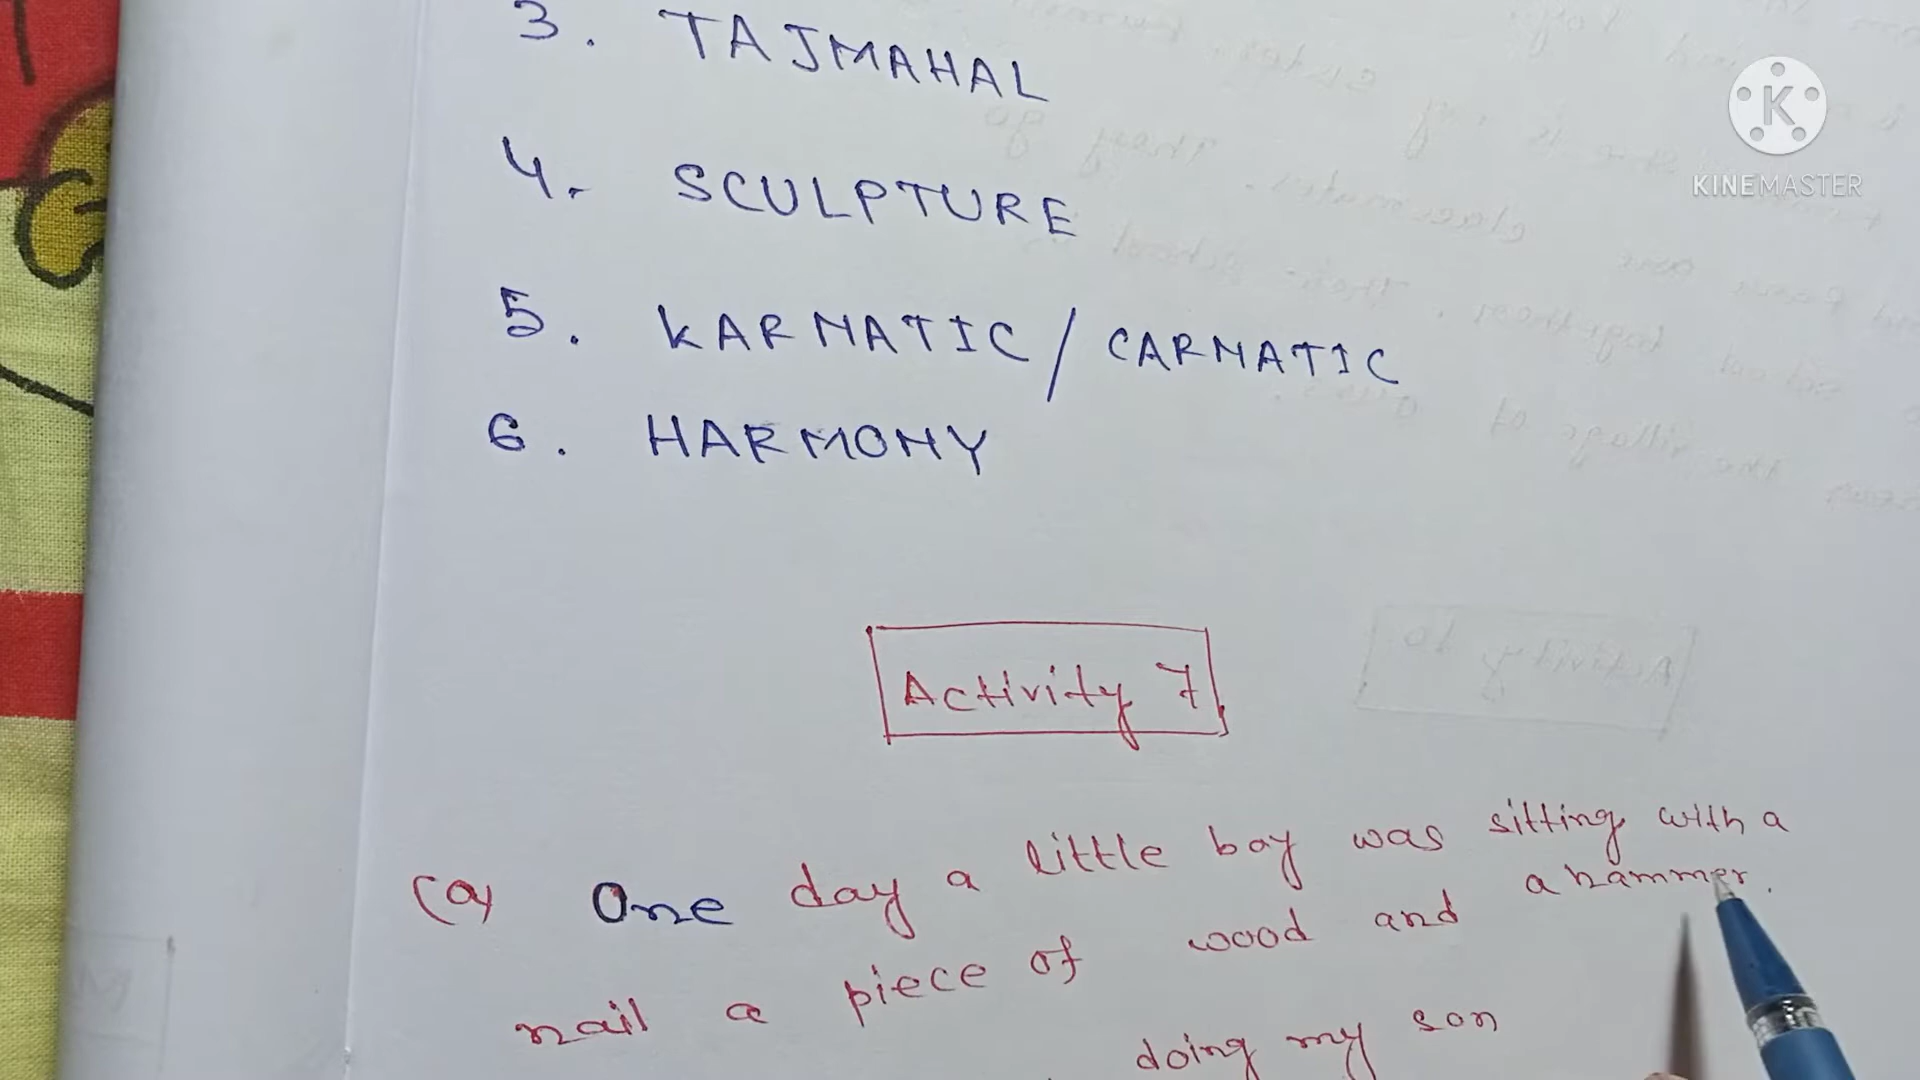 3. TAJMAHAL
4. SCULPTURE
5. KARNATIC / CARNATIC
6. HARMONY
Activity 7
(a) One day a little boy was sitting with a
nail a piece of wood and a hammer.
doing my son
K
KINEMASTER